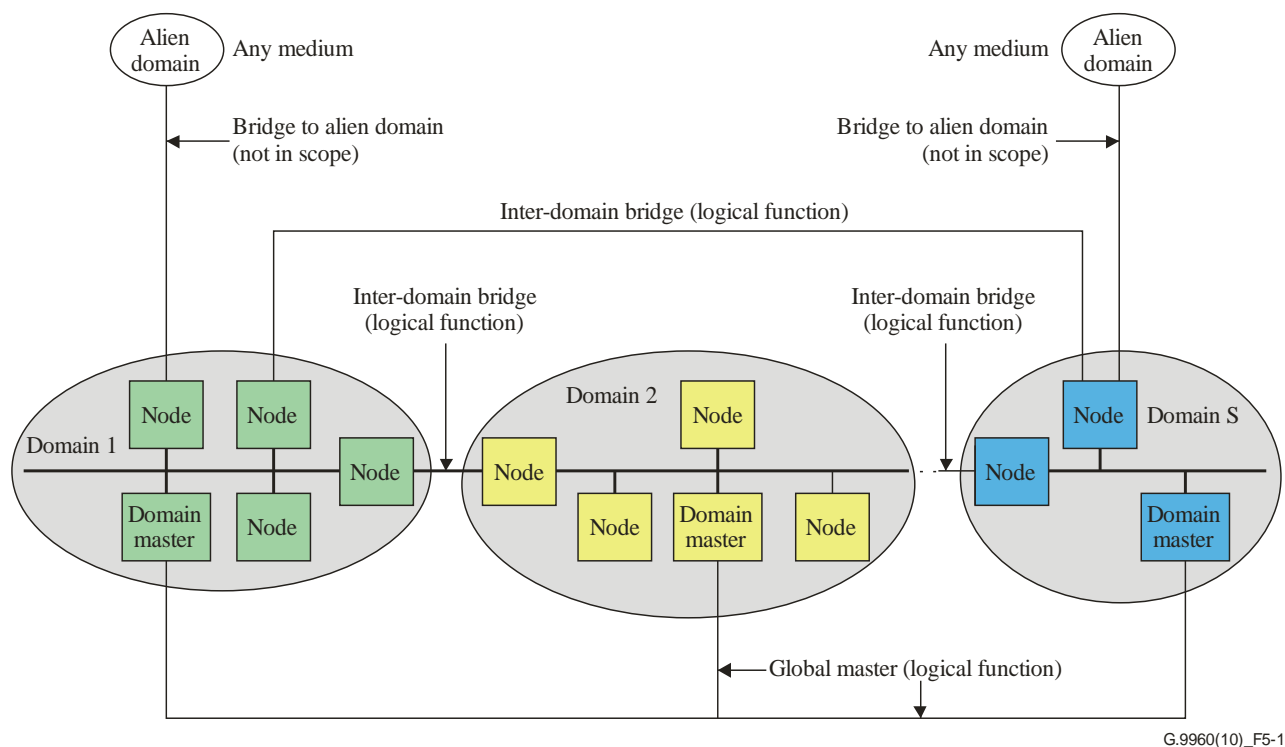 Alien
domain
Any medium
Any medium
Alien
domain
Bridge to alien domain
(not in scope)
Bridge to alien domain
(not in scope)
Inter-domain bridge (logical function)
Inter-domain bridge
(logical function)
Inter-domain bridge
(logical function)
Domain 1
Node
Node
Node
Domain
master
Node
Domain 2
Node
Node
Node
Domain
master
Node
Domain S
Node
Node
Domain
master
Global master (logical function)
G.9960(10)_F5-1